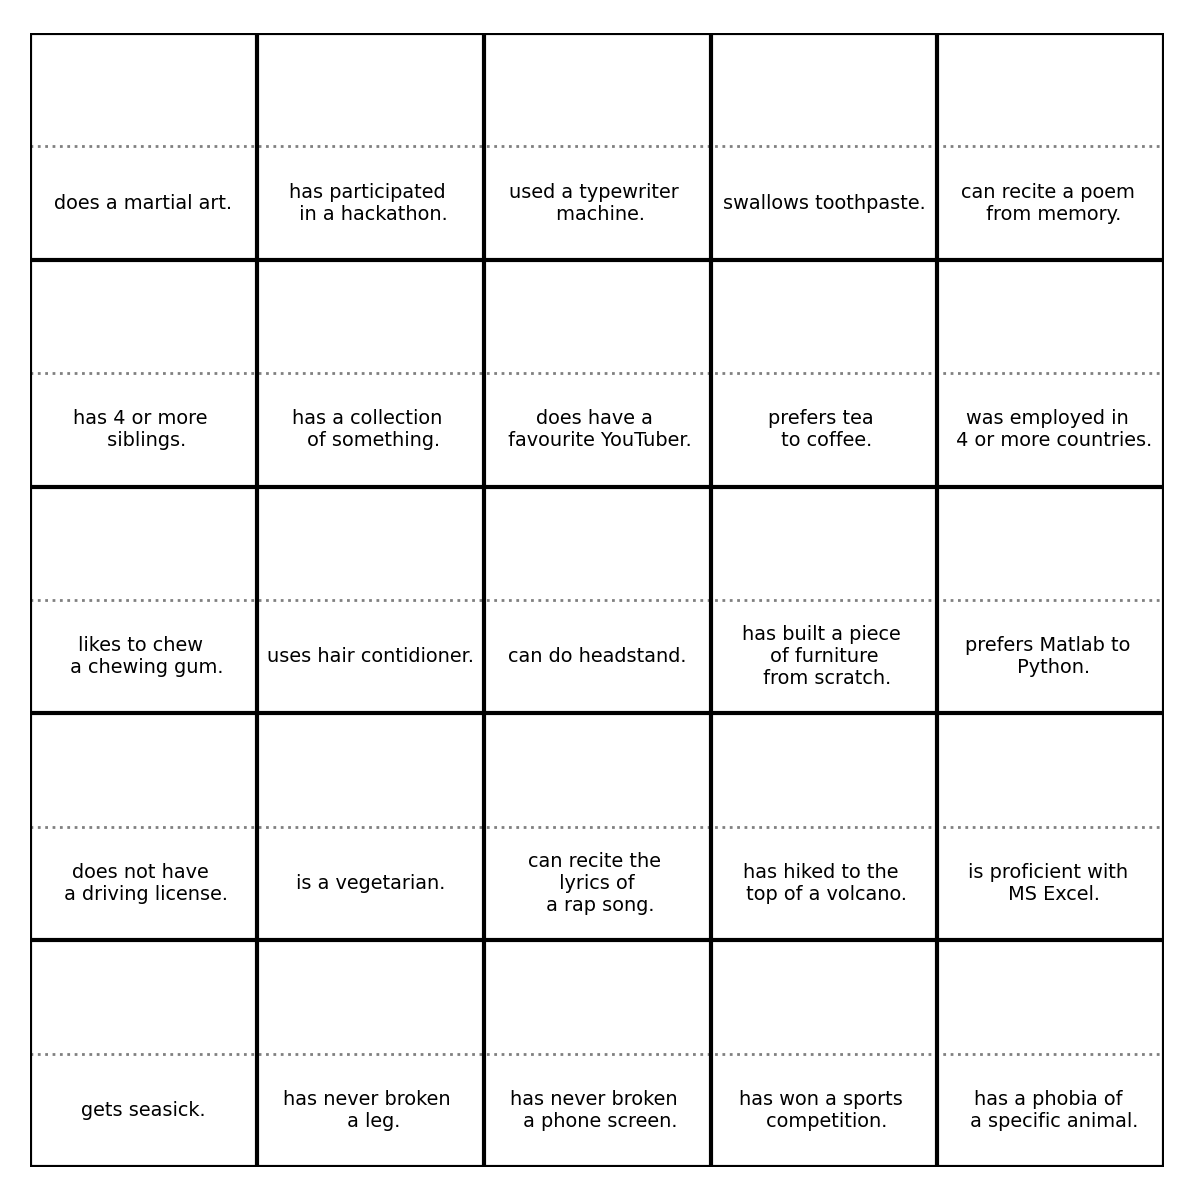 does a martial art.
has participated
in a hackathon.
used a typewriter
machine.
swallows toothpaste.
can recite a poem
from memory.
has 4 or more
siblings.
has a collection
of something.
does have a
favourite YouTuber.
prefers tea
to coffee.
was employed in
4 or more countries.
likes to chew
a chewing gum.
uses hair contidioner.
can do headstand.
has built a piece
of furniture
from scratch.
prefers Matlab to
Python.
does not have
a driving license.
is a vegetarian.
can recite the
lyrics of
a rap song.
has hiked to the
top of a volcano.
is proficient with
MS Excel.
gets seasick.
has never broken
a leg.
has never broken
a phone screen.
has won a sports
competition.
has a phobia of
a specific animal.